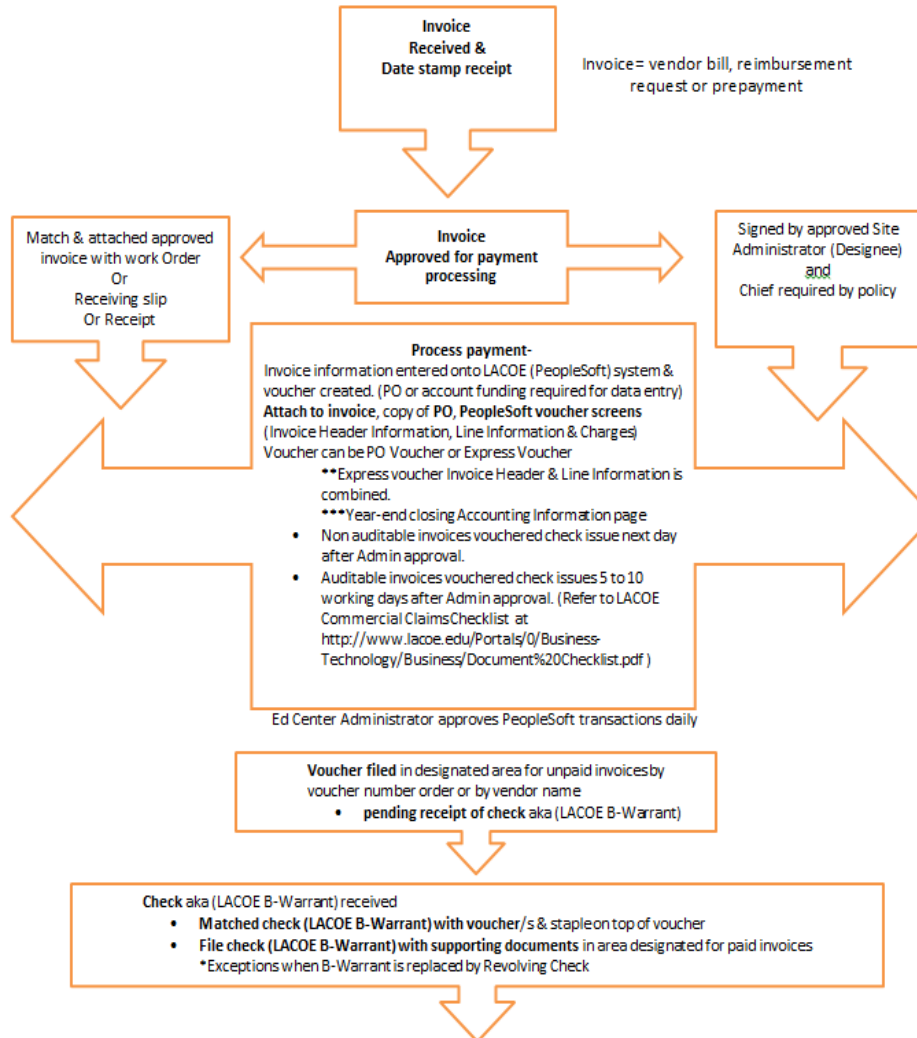 Invoice
Received &
Date stamp receipt
Invoice= vendor bill, reimbursement
request or prepayment
Match & attached approved
invoice with work Order
Or
Receiving slip
Or Receipt
Invoice
Approved for payment
processing
Signed by approved Site
Administrator (Designee)
and
Chief required by policy
Process payment-
Invoice information entered onto LACOE (PeopleSoft) system &
voucher created. (PO or account funding required for data entry)
Attach to invoice, copy of PO, PeopleSoft voucher screens
(Invoice Header Information, Line Information & Charges)
Voucher can be PO Voucher or Express Voucher
**Express voucher Invoice Header & Line Information is
combined.
***Year-end closing Accounting Information page
• Non auditable invoices vouchered check issue next day
after Admin approval.
• Auditable invoices vouchered check issues 5 to 10
working days after Admin approval. (Refer to LACOE
Commercial Claims Checklist at
http://www.lacoe.edu/Portals/0/Business-
Technology/Business/Document%20Checklist.pdf )
Ed Center Administrator approves PeopleSoft transactions daily
Voucher filed in designated area for unpaid invoices by
voucher number order or by vendor name
• pending receipt of check aka (LACOE B-Warrant)
Check aka (LACOE B-Warrant) received
• Matched check (LACOE B-Warrant) with voucher/s & staple on top of voucher
• File check (LACOE B-Warrant) with supporting documents in area designated for paid invoices
*Exceptions when B-Warrant is replaced by Revolving Check